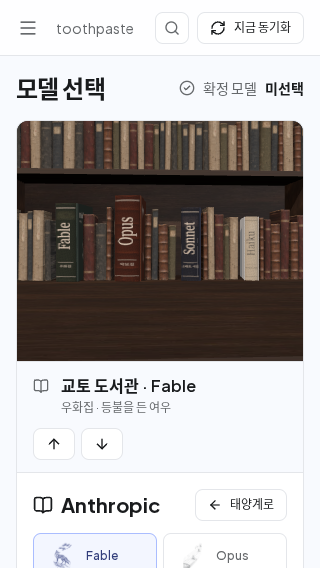 toothpaste
지금 동기화
모델 선택
확정 모델 미선택
Fable
Opus
Sonnet
Haiku
교토 도서관 · Fable
우화집 · 등불을 든 여우
Anthropic
태양계로
Fable
Opus